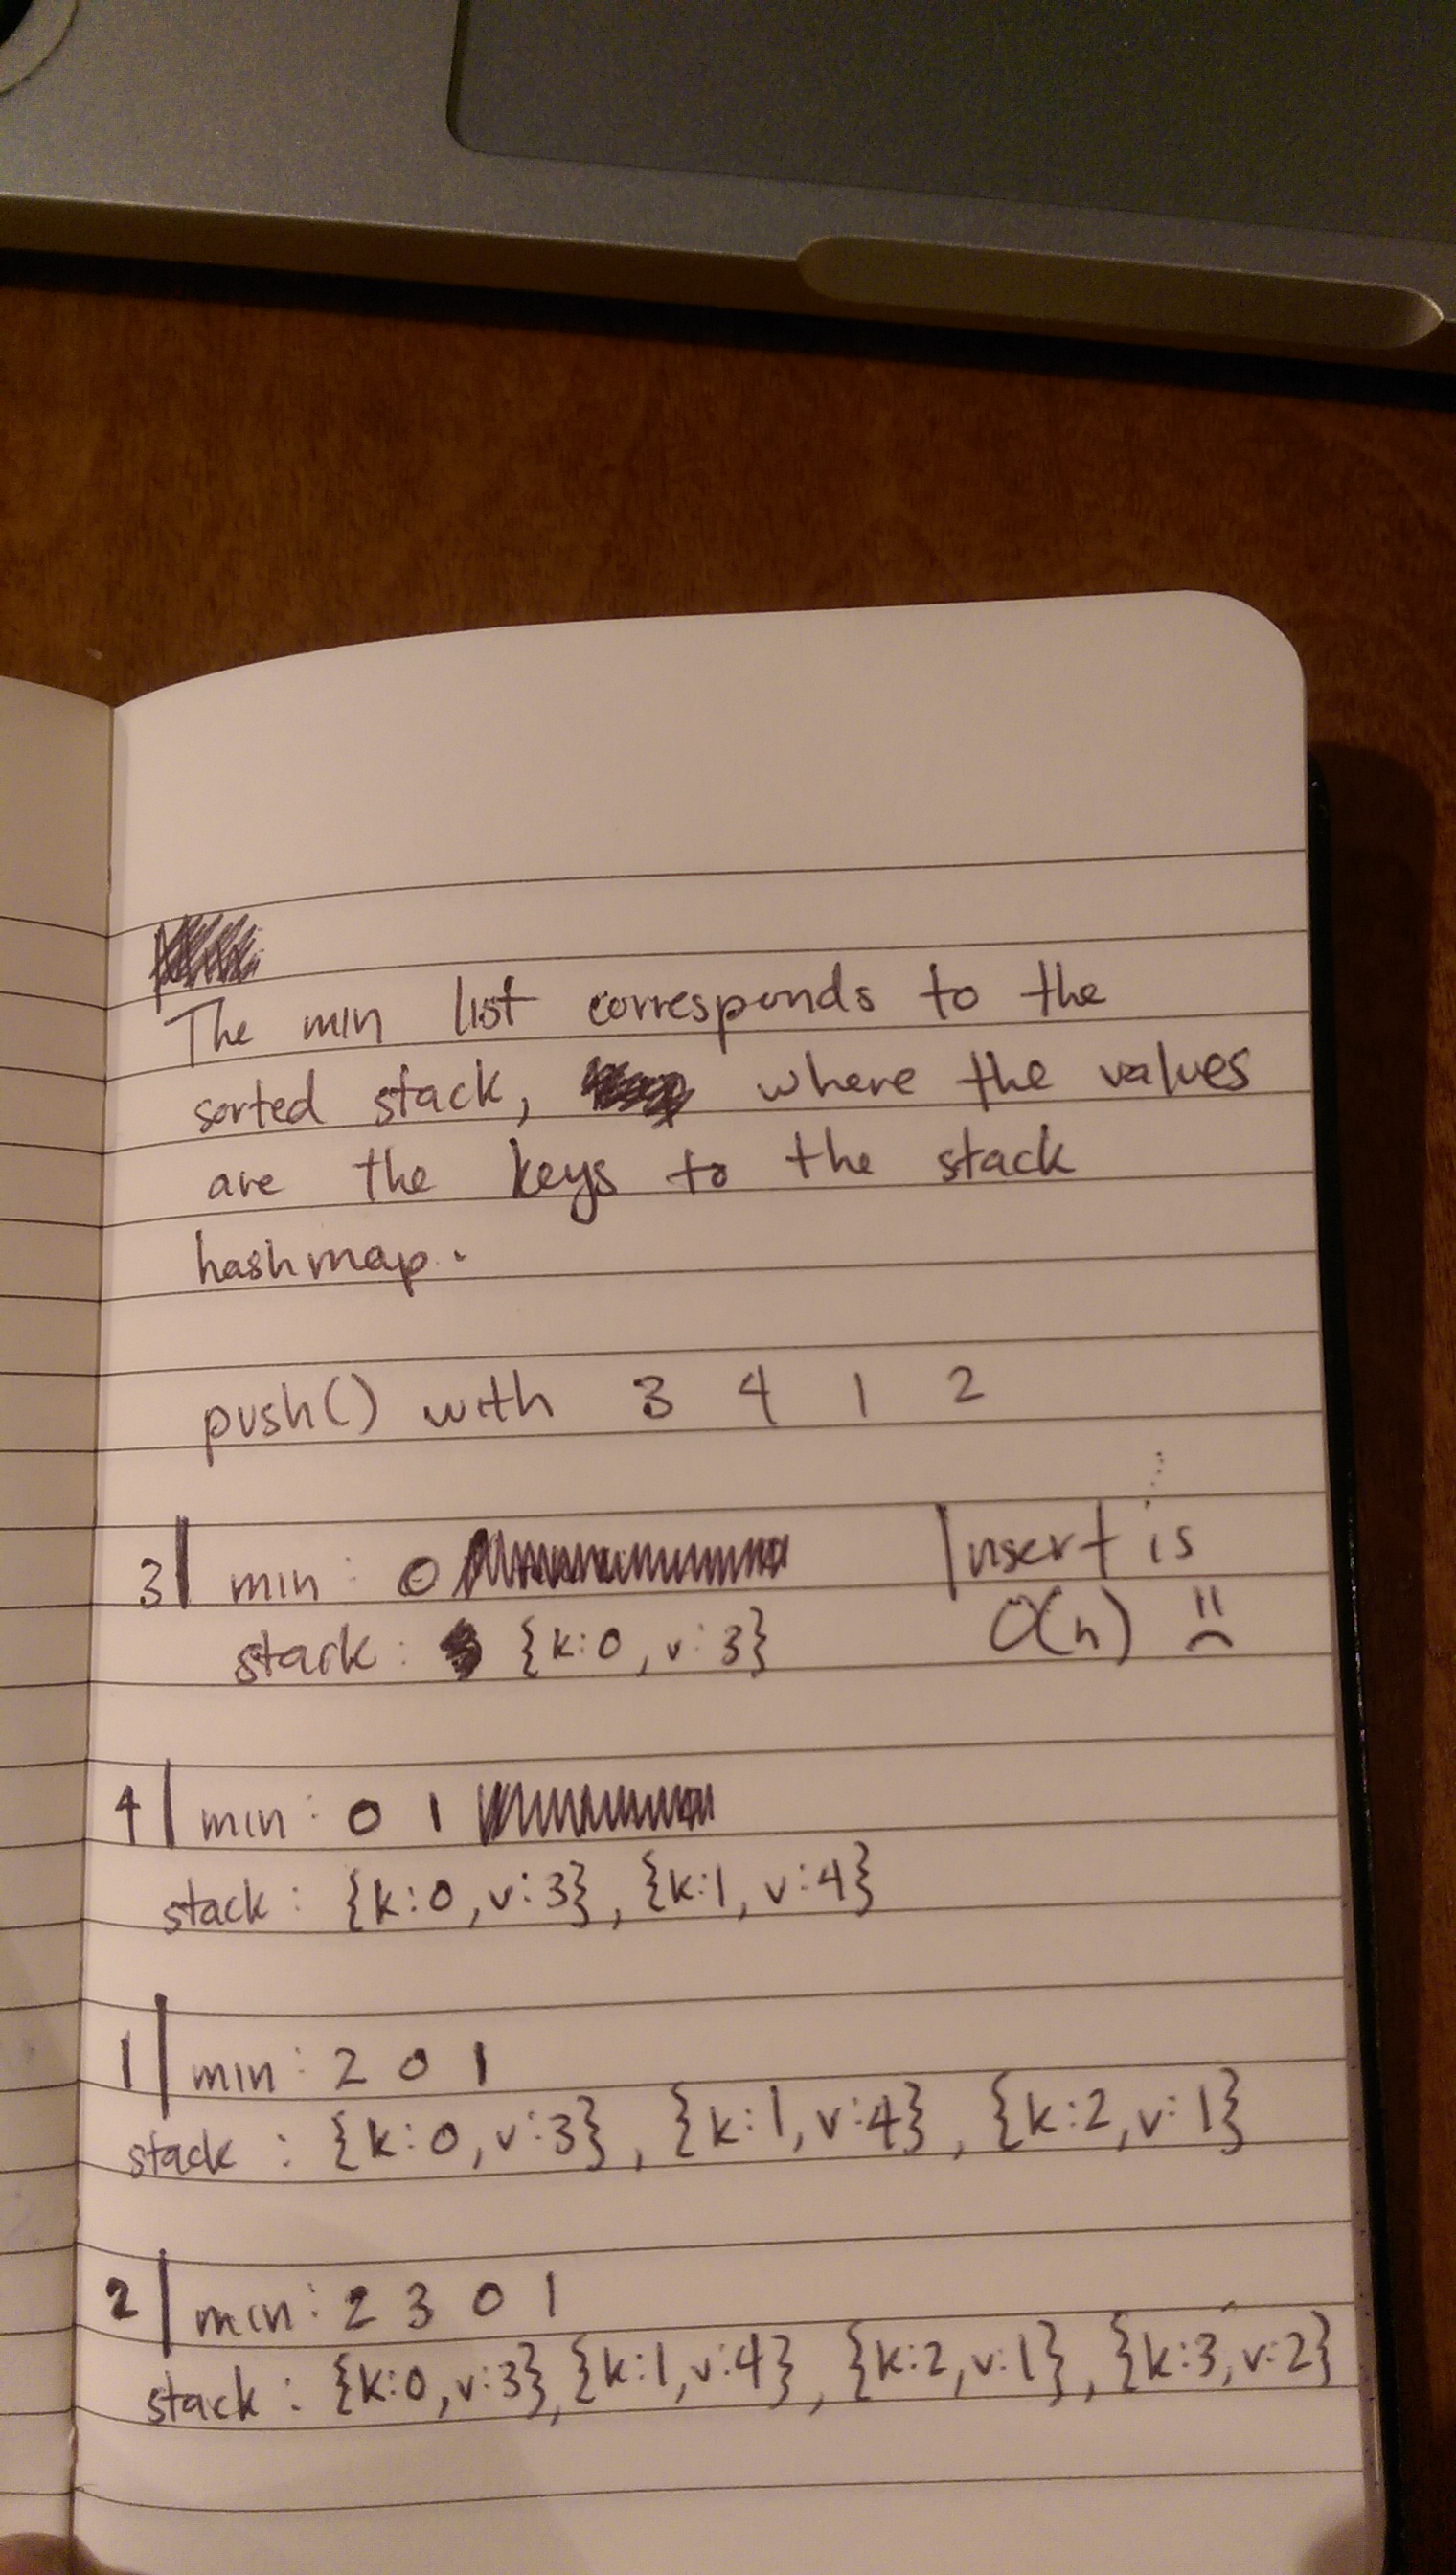 The min list corresponds to the
sorted stack, where the values
are the keys to the stack
hashmap.
push() with 3 4 1 2
3| min: 0
Insert is
stack: {k:0, v:3}
O(n)
4| min: 0 1
stack: {k:0, v:3}, {k:1, v:4}
1| min: 2 0 1
stack: {k:0, v:3}, {k:1, v:4}, {k:2, v:1}
2| min: 2 3 0 1
stack: {k:0, v:3}, {k:1, v:4}, {k:2, v:1}, {k:3, v:2}